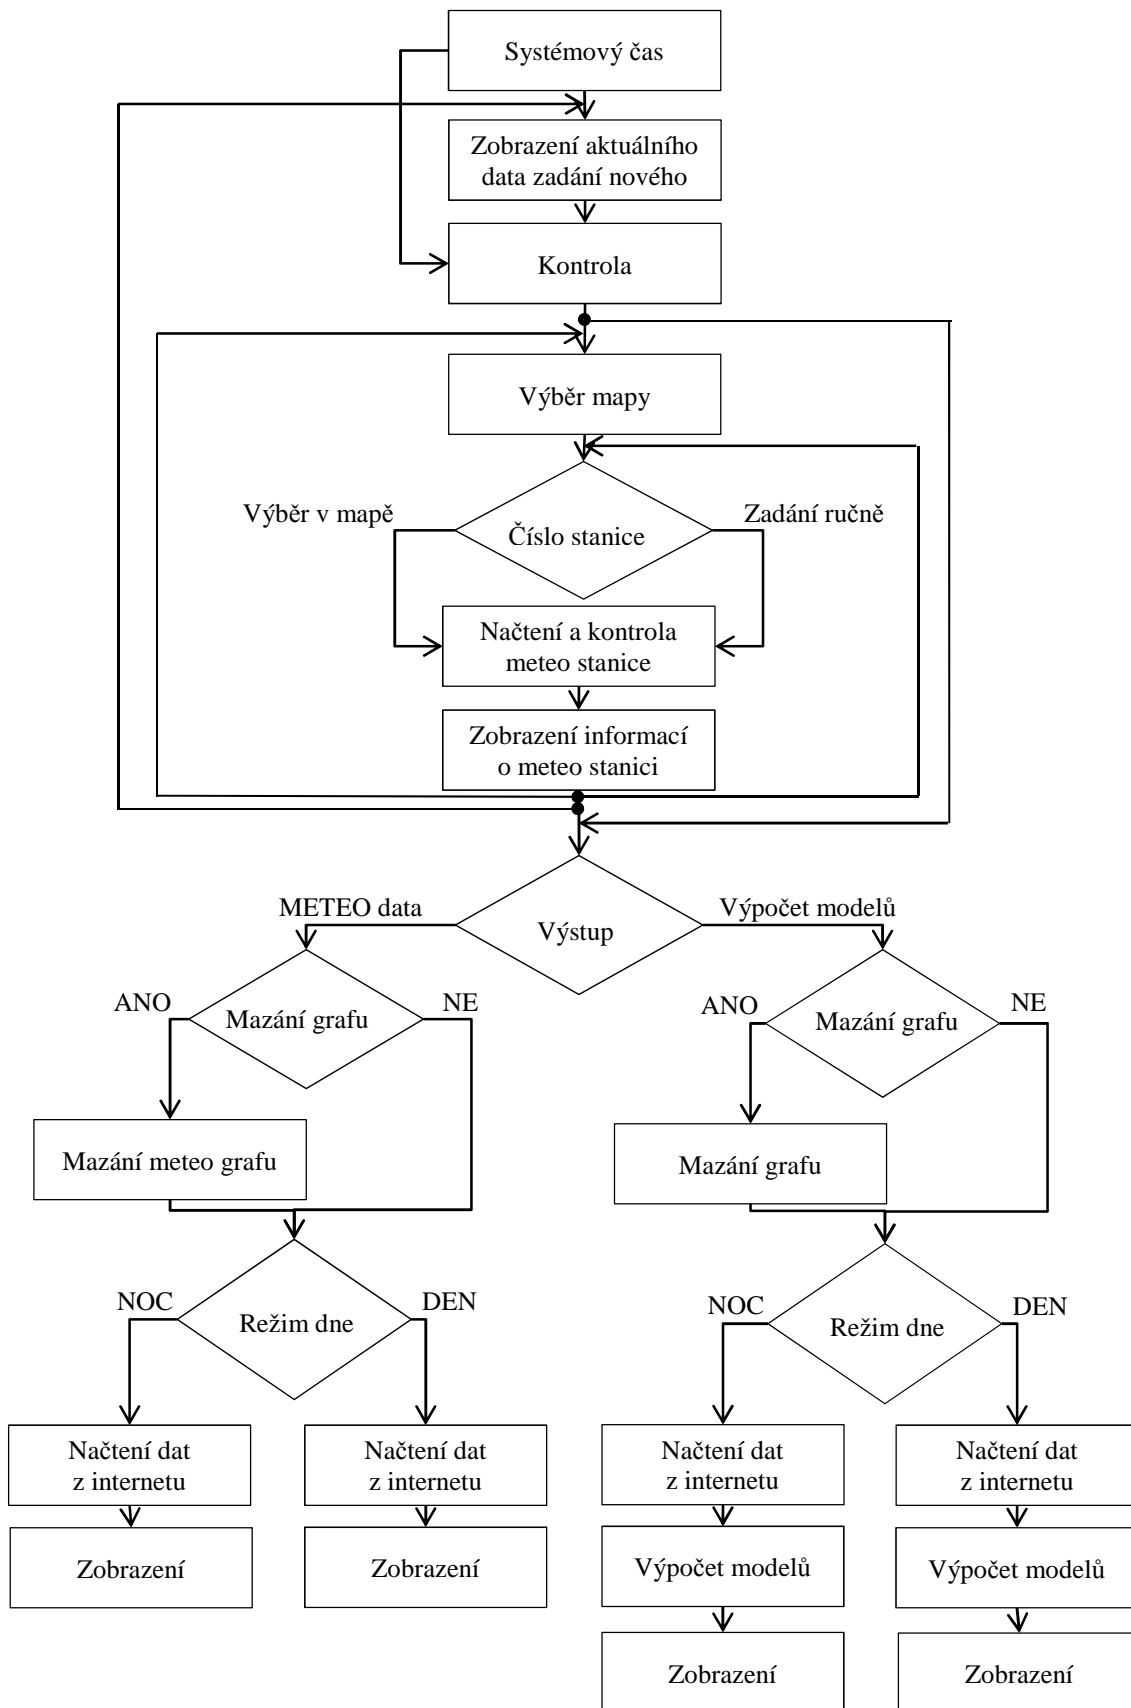 Systémový čas
Zobrazení aktuálního
data zadání nového
Kontrola
Výběr mapy
Výběr v mapě
Zadání ručně
Číslo stanice
Načtení a kontrola
meteo stanice
Zobrazení informací
o meteo stanici
METEO data
Výpočet modelů
Výstup
ANO
NE
Mazání grafu
ANO
NE
Mazání grafu
Mazání meteo grafu
Mazání grafu
NOC
DEN
Režim dne
NOC
DEN
Režim dne
Načtení dat
z internetu
Načtení dat
z internetu
Načtení dat
z internetu
Načtení dat
z internetu
Zobrazení
Zobrazení
Výpočet modelů
Výpočet modelů
Zobrazení
Zobrazení